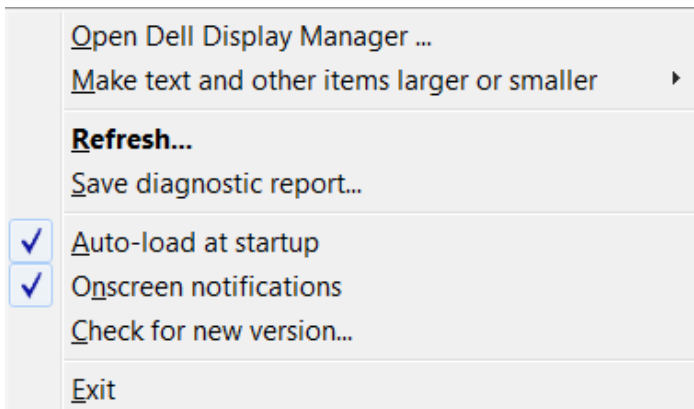 Open Dell Display Manager ...
Make text and other items larger or smaller
Refresh...
Save diagnostic report...
Auto-load at startup
Onscreen notifications
Check for new version...
Exit